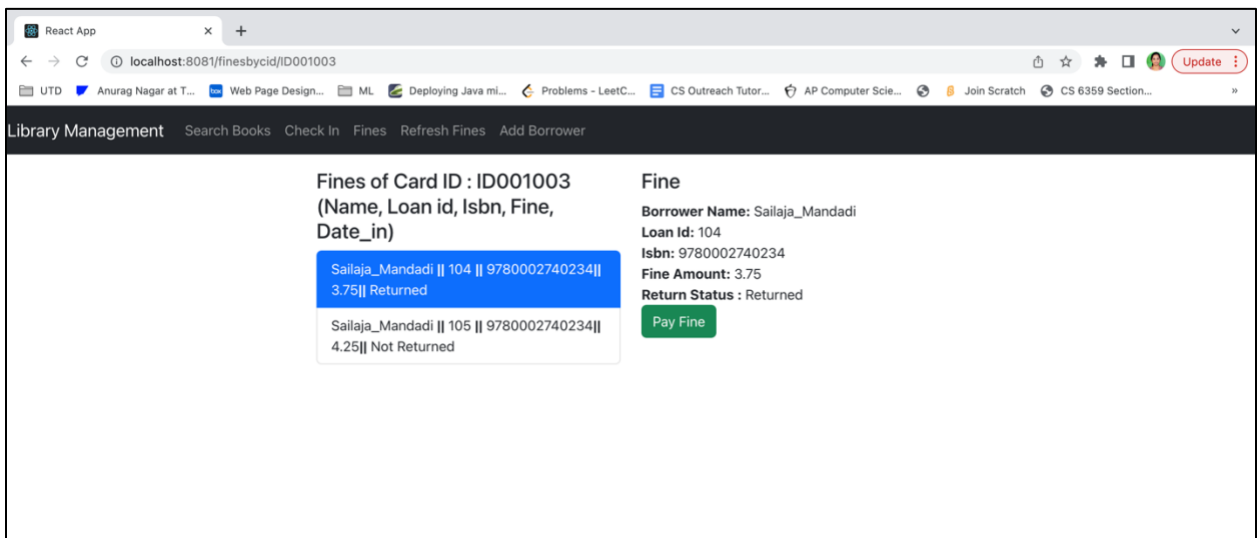 React App
localhost:8081/finesbycid/ID001003
Update
UTD
Anurag Nagar at T...
box
Web Page Design...
ML
Deploying Java mi...
Problems - LeetC...
CS Outreach Tutor...
AP Computer Scie...
Join Scratch
CS 6359 Section...
Library Management
Search Books
Check In
Fines
Refresh Fines
Add Borrower
Fines of Card ID : ID001003
(Name, Loan id, Isbn, Fine,
Date_in)
Sailaja_Mandadi || 104 || 9780002740234||
3.75|| Returned
Sailaja_Mandadi || 105 || 9780002740234||
4.25|| Not Returned
Fine
Borrower Name: Sailaja_Mandadi
Loan Id: 104
Isbn: 9780002740234
Fine Amount: 3.75
Return Status : Returned
Pay Fine